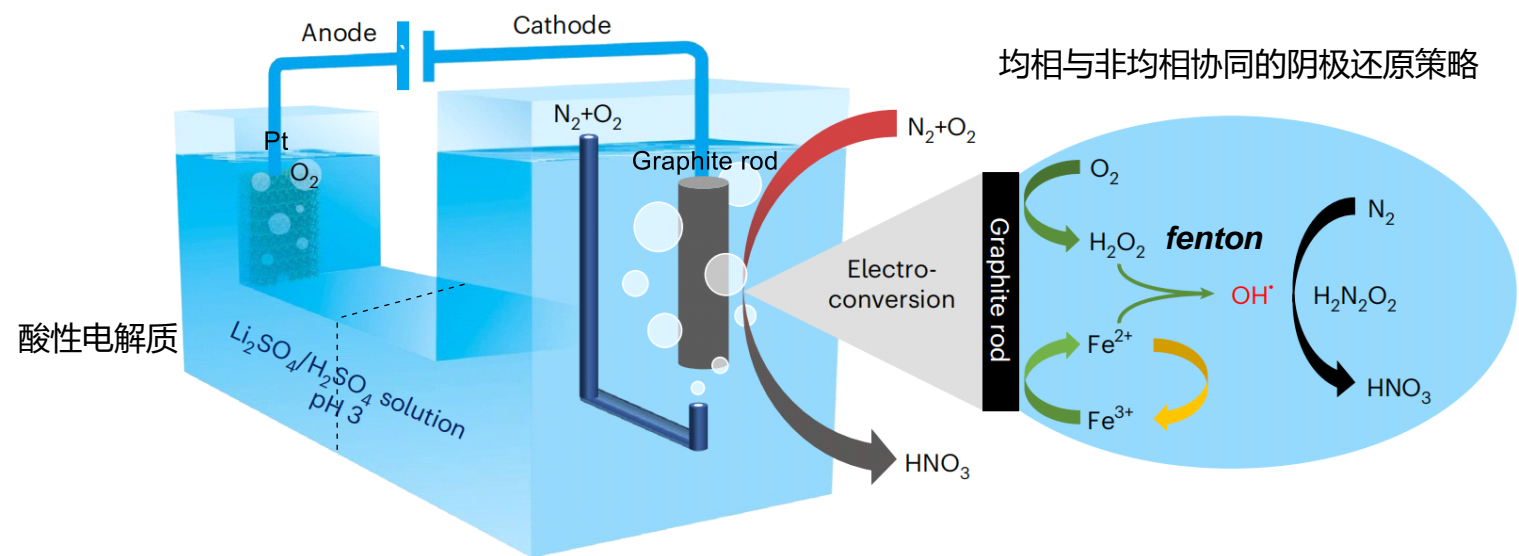 Anode
Cathode
均相与非均相协同的阴极还原策略
N₂+O₂
N₂+O₂
Pt
O₂
Graphite rod
O₂
N₂
H₂O₂
fenton
Graphite rod
Electro-
conversion
OH•
H₂N₂O₂
酸性电解质
Li₂SO₄/H₂SO₄ solution
pH 3
Fe²⁺
HNO₃
Fe³⁺
HNO₃